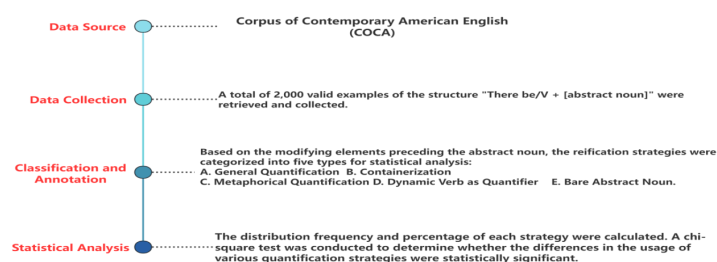 Data Source
Corpus of Contemporary American English
(COCA)
Data Collection
A total of 2,000 valid examples of the structure "There be/V + [abstract noun]" were
retrieved and collected.
Classification and
Annotation
Based on the modifying elements preceding the abstract noun, the reification strategies were
categorized into five types for statistical analysis:
A. General Quantification B. Containerization
C. Metaphorical Quantification D. Dynamic Verb as Quantifier E. Bare Abstract Noun.
Statistical Analysis
The distribution frequency and percentage of each strategy were calculated. A chi-
square test was conducted to determine whether the differences in the usage of
various quantification strategies were statistically significant.